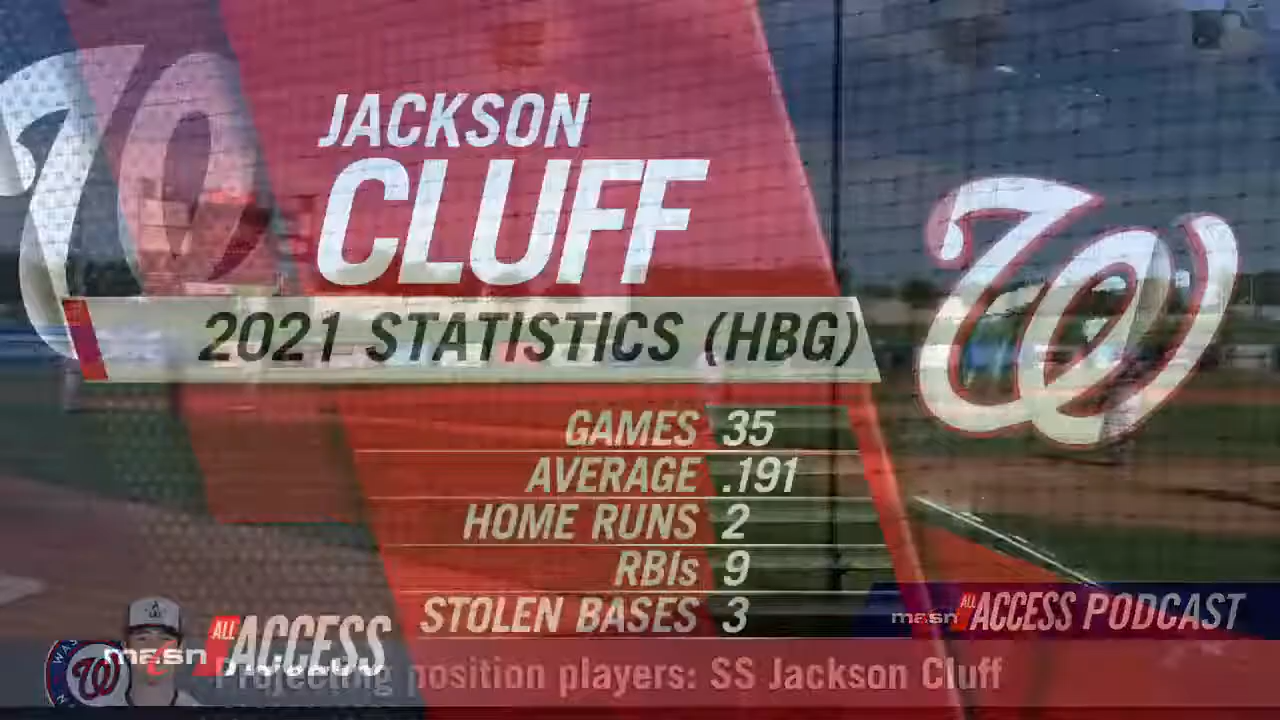 JACKSON
CLUFF
2021 STATISTICS (HBG)
GAMES 35
AVERAGE .191
HOME RUNS 2
RBIs 9
STOLEN BASES 3
masn ALL ACCESS PODCAST
masn ALL ACCESS
Projecting position players: SS Jackson Cluff